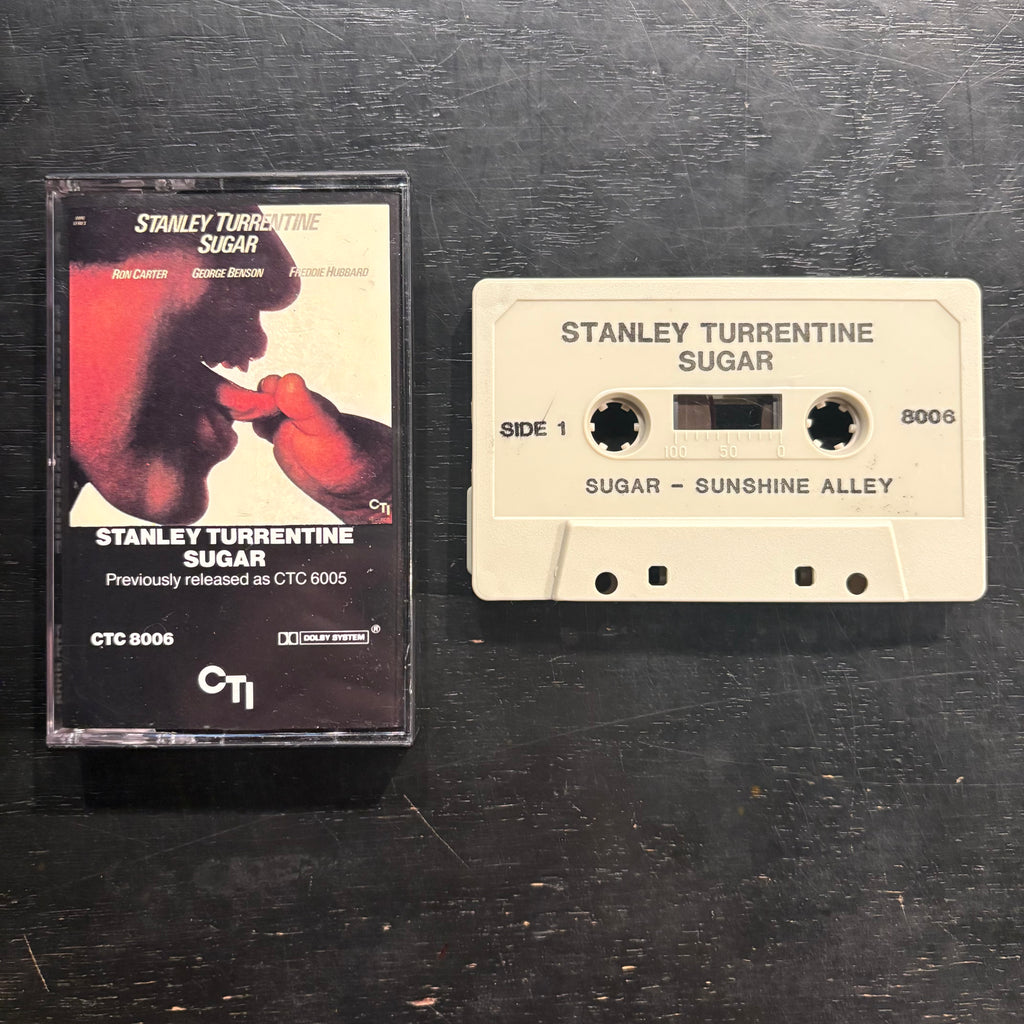 STANLEY TURRENTINE
SUGAR
RON CARTER GEORGE BENSON FREDDIE HUBBARD
CTI
STANLEY TURRENTINE
SUGAR
Previously released as CTC 6005
CTC 8006
DOLBY SYSTEM®
CTI
STANLEY TURRENTINE
SUGAR
SIDE 1
8006
100 50 0
SUGAR - SUNSHINE ALLEY